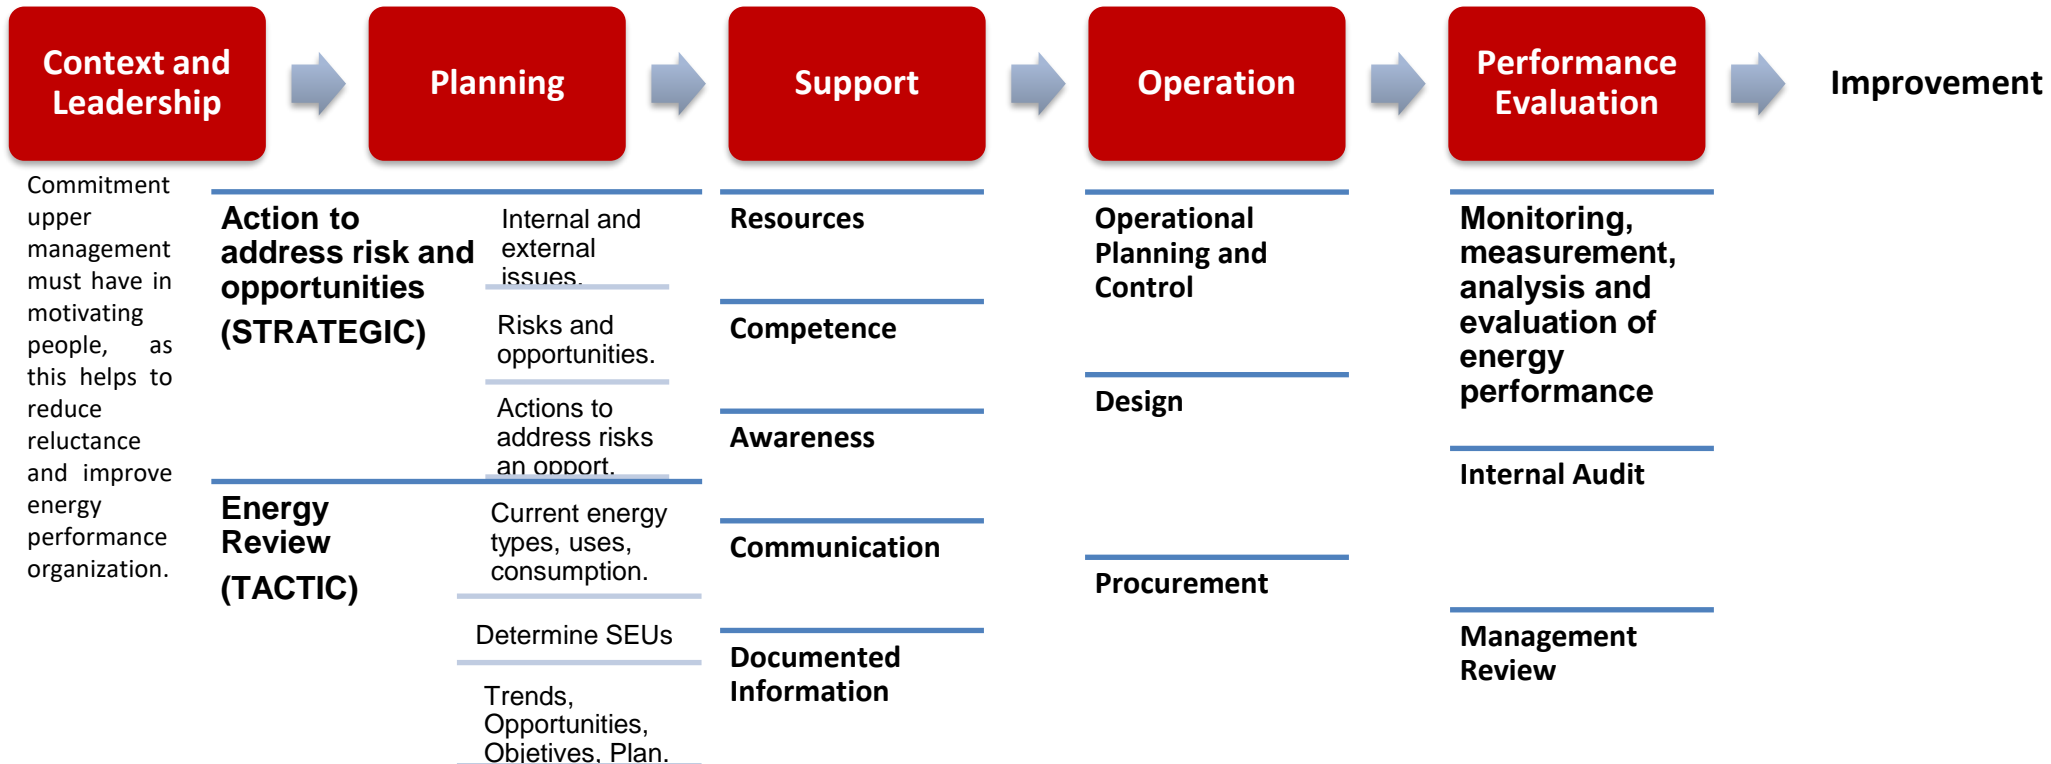 Context and
Leadership
Planning
Support
Operation
Performance
Evaluation
Improvement
Commitment
upper
management
must have in
motivating
people, as
this helps to
reduce
reluctance
and improve
energy
performance
organization.
Action to
address risk and
opportunities
(STRATEGIC)
Internal and
external
issues.
Risks and
opportunities.
Actions to
address risks
an opport.
Energy
Review
(TACTIC)
Current energy
types, uses,
consumption.
Determine SEUs
Trends,
Opportunities,
Objetives, Plan.
Resources
Competence
Awareness
Communication
Documented
Information
Operational
Planning and
Control
Design
Procurement
Monitoring,
measurement,
analysis and
evaluation of
energy
performance
Internal Audit
Management
Review